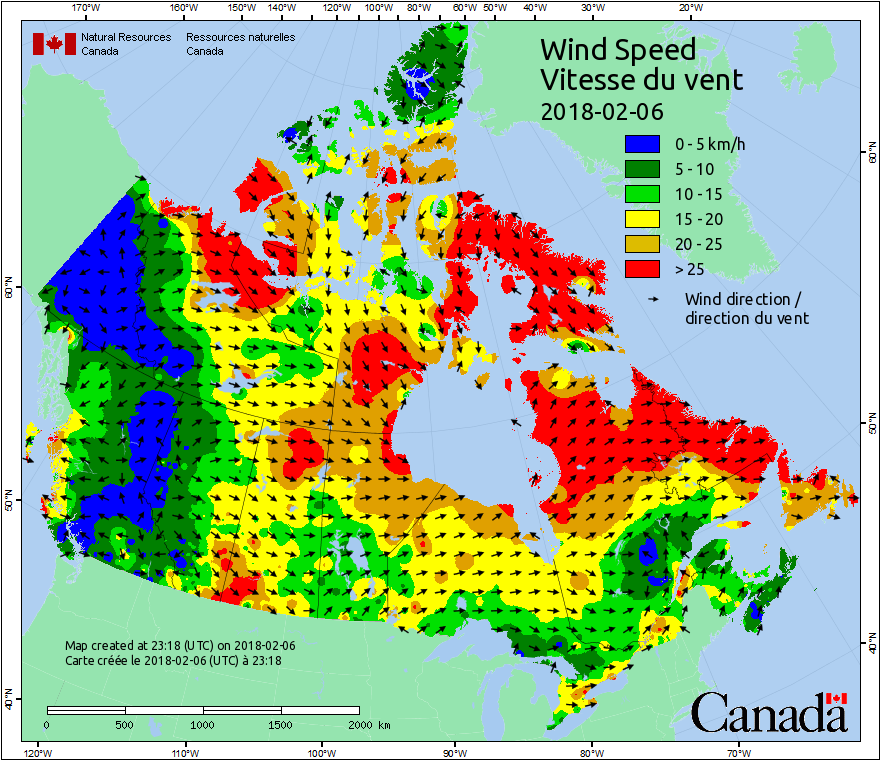 170°W 160°W 150°W 140°W 120°W 110°W 100°W 90°W 80°W 60°W 50°W 40°W 30°W 20°W
Natural Resources Ressources naturelles
Canada Canada
Wind Speed
Vitesse du vent
2018-02-06
0 - 5 km/h
5 - 10
10 - 15
15 - 20
20 - 25
> 25
Wind direction /
direction du vent
60°N
60°N
50°N
50°N
40°N
40°N
Map created at 23:18 (UTC) on 2018-02-06
Carte créée le 2018-02-06 (UTC) à 23:18
0 500 1000 1500 2000 km
Canada
120°W 110°W 100°W 90°W 80°W 70°W